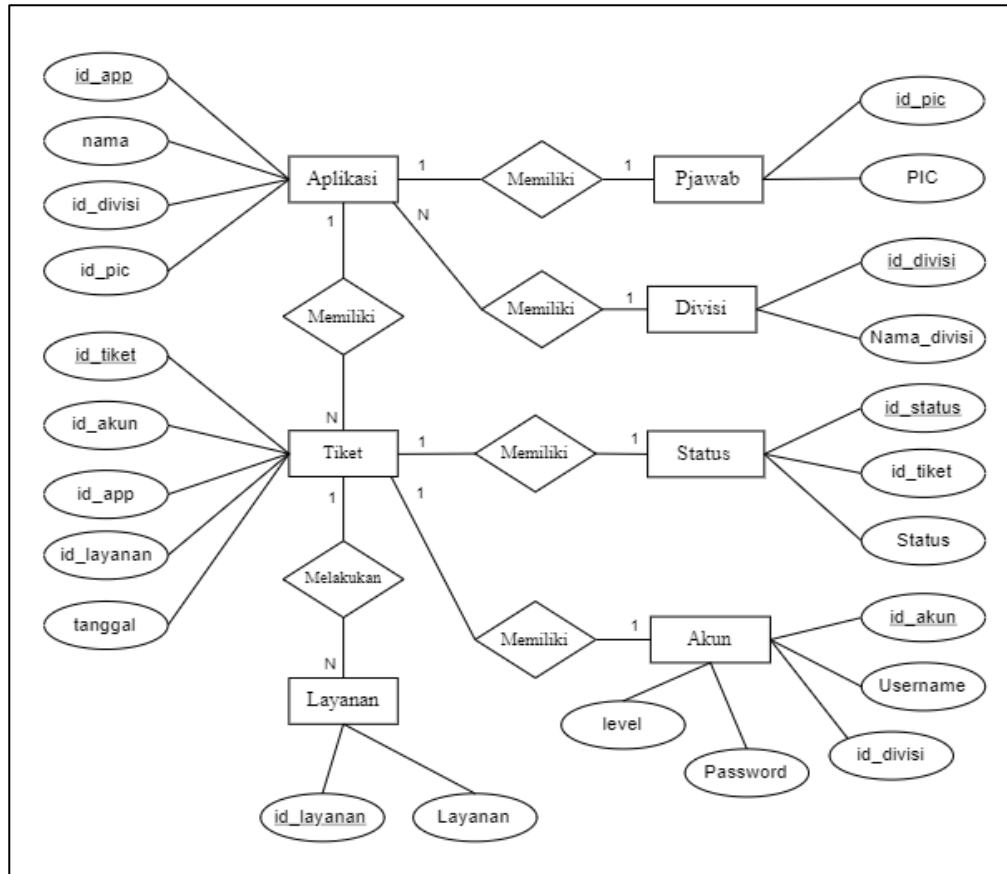 id_app
nama
id_divisi
id_pic
Aplikasi
1
Memiliki
1
Pjawab
id_pic
PIC
N
Memiliki
1
Divisi
id_divisi
Nama_divisi
1
Memiliki
N
id_tiket
id_akun
id_app
id_layanan
tanggal
Tiket
1
Memiliki
1
Status
id_status
id_tiket
Status
1
Memiliki
1
Akun
id_akun
Username
id_divisi
Password
level
1
Melakukan
N
Layanan
id_layanan
Layanan